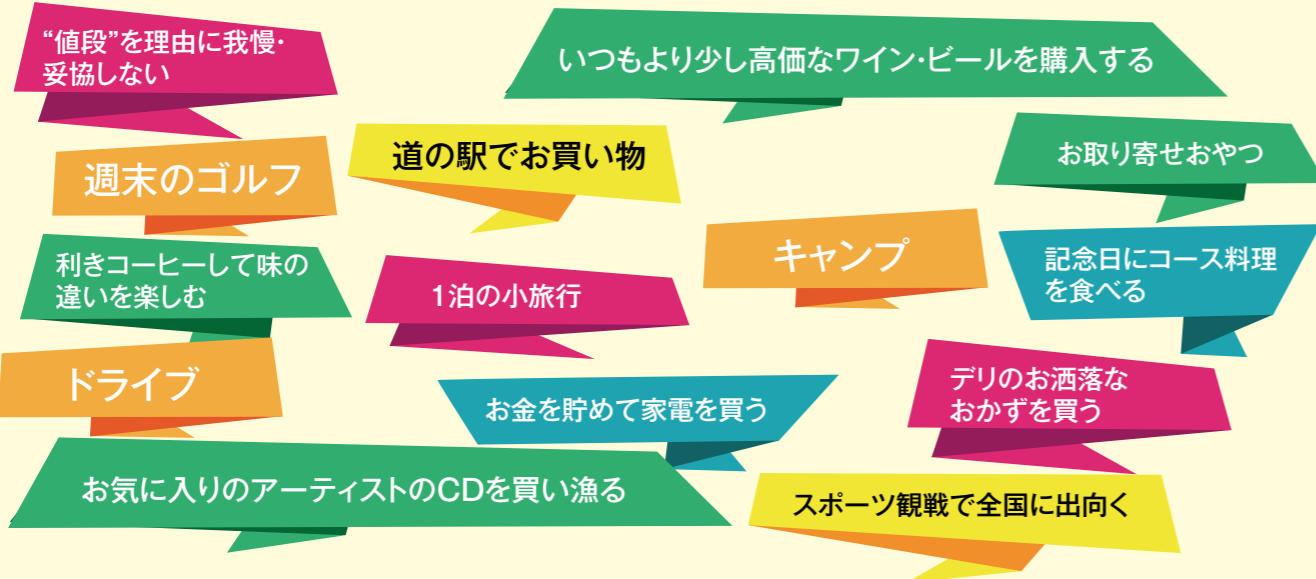 “値段”を理由に我慢・
妥協しない
いつもより少し高価なワイン・ビールを購入する
道の駅でお買い物
お取り寄せおやつ
週末のゴルフ
キャンプ
記念日にコース料理
を食べる
利きコーヒーして味の
違いを楽しむ
1泊の小旅行
ドライブ
デリのお洒落な
おかずを買う
お金を貯めて家電を買う
お気に入りのアーティストのCDを買い漁る
スポーツ観戦で全国に出向く